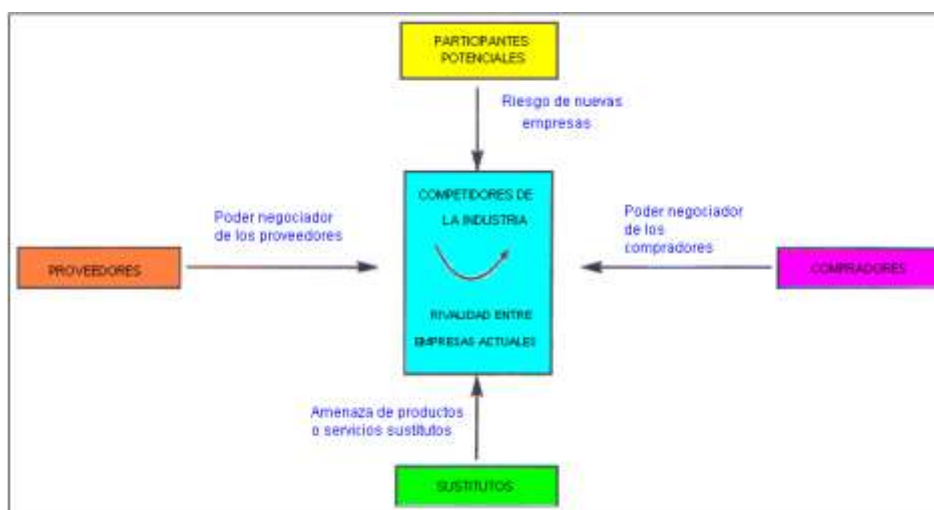 PARTICIPANTES
POTENCIALES
Riesgo de nuevas
empresas
COMPETIDORES DE
LA INDUSTRIA
Poder negociador
de los proveedores
Poder negociador
de los
compradores
PROVEEDORES
COMPRADORES
RIVALIDAD ENTRE
EMPRESAS ACTUALES
Amenaza de productos
o servicios sustitutos
SUSTITUTOS